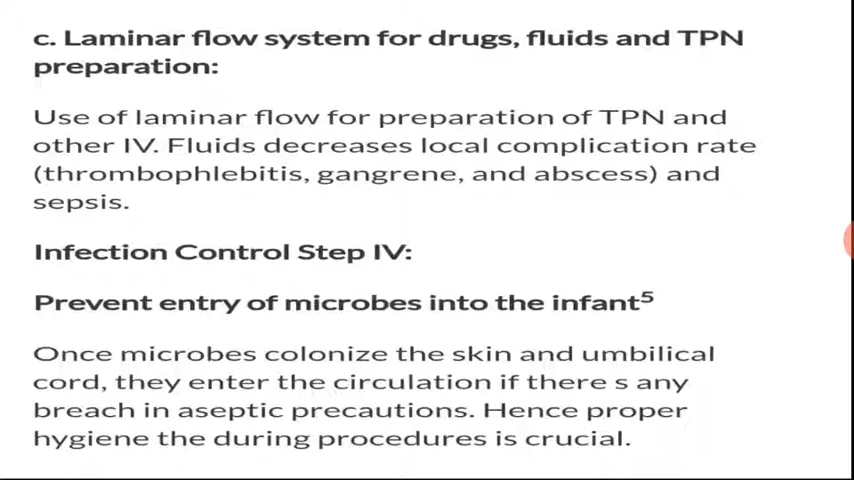 c. Laminar flow system for drugs, fluids and TPN
preparation:
Use of laminar flow for preparation of TPN and
other IV. Fluids decreases local complication rate
(thrombophlebitis, gangrene, and abscess) and
sepsis.
Infection Control Step IV:
Prevent entry of microbes into the infant⁵
Once microbes colonize the skin and umbilical
cord, they enter the circulation if there s any
breach in aseptic precautions. Hence proper
hygiene the during procedures is crucial.